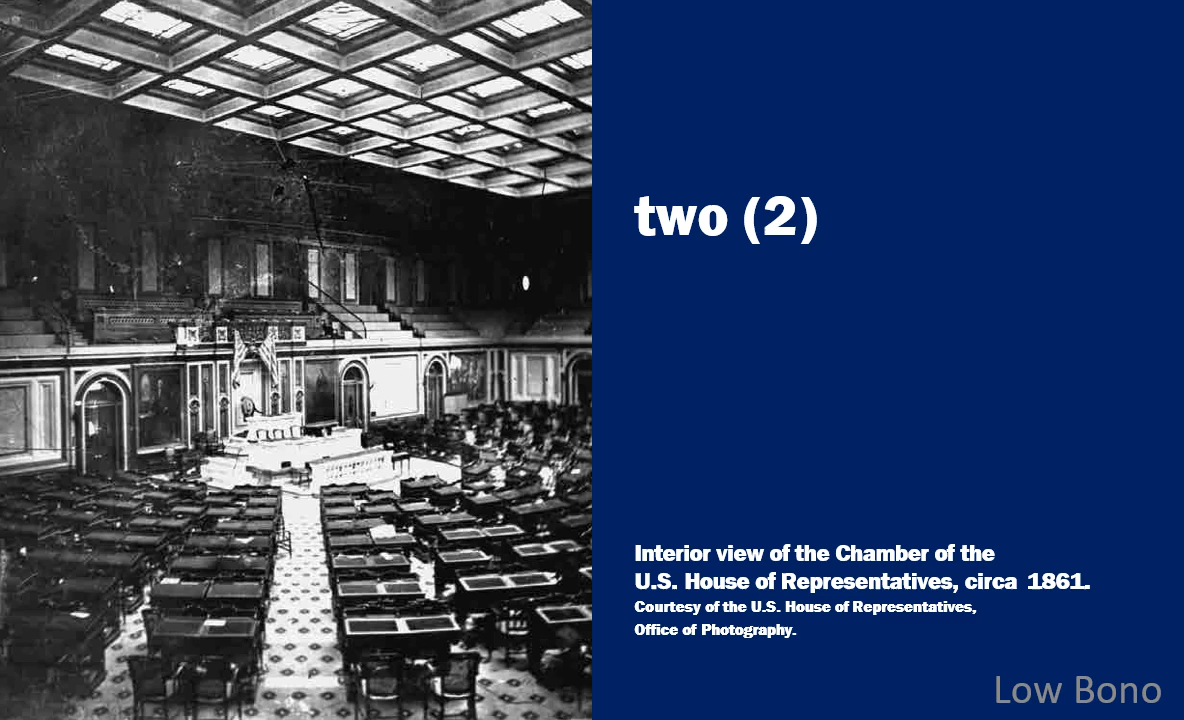 two (2)
Interior view of the Chamber of the
U.S. House of Representatives, circa 1861.
Courtesy of the U.S. House of Representatives,
Office of Photography.
Low Bono